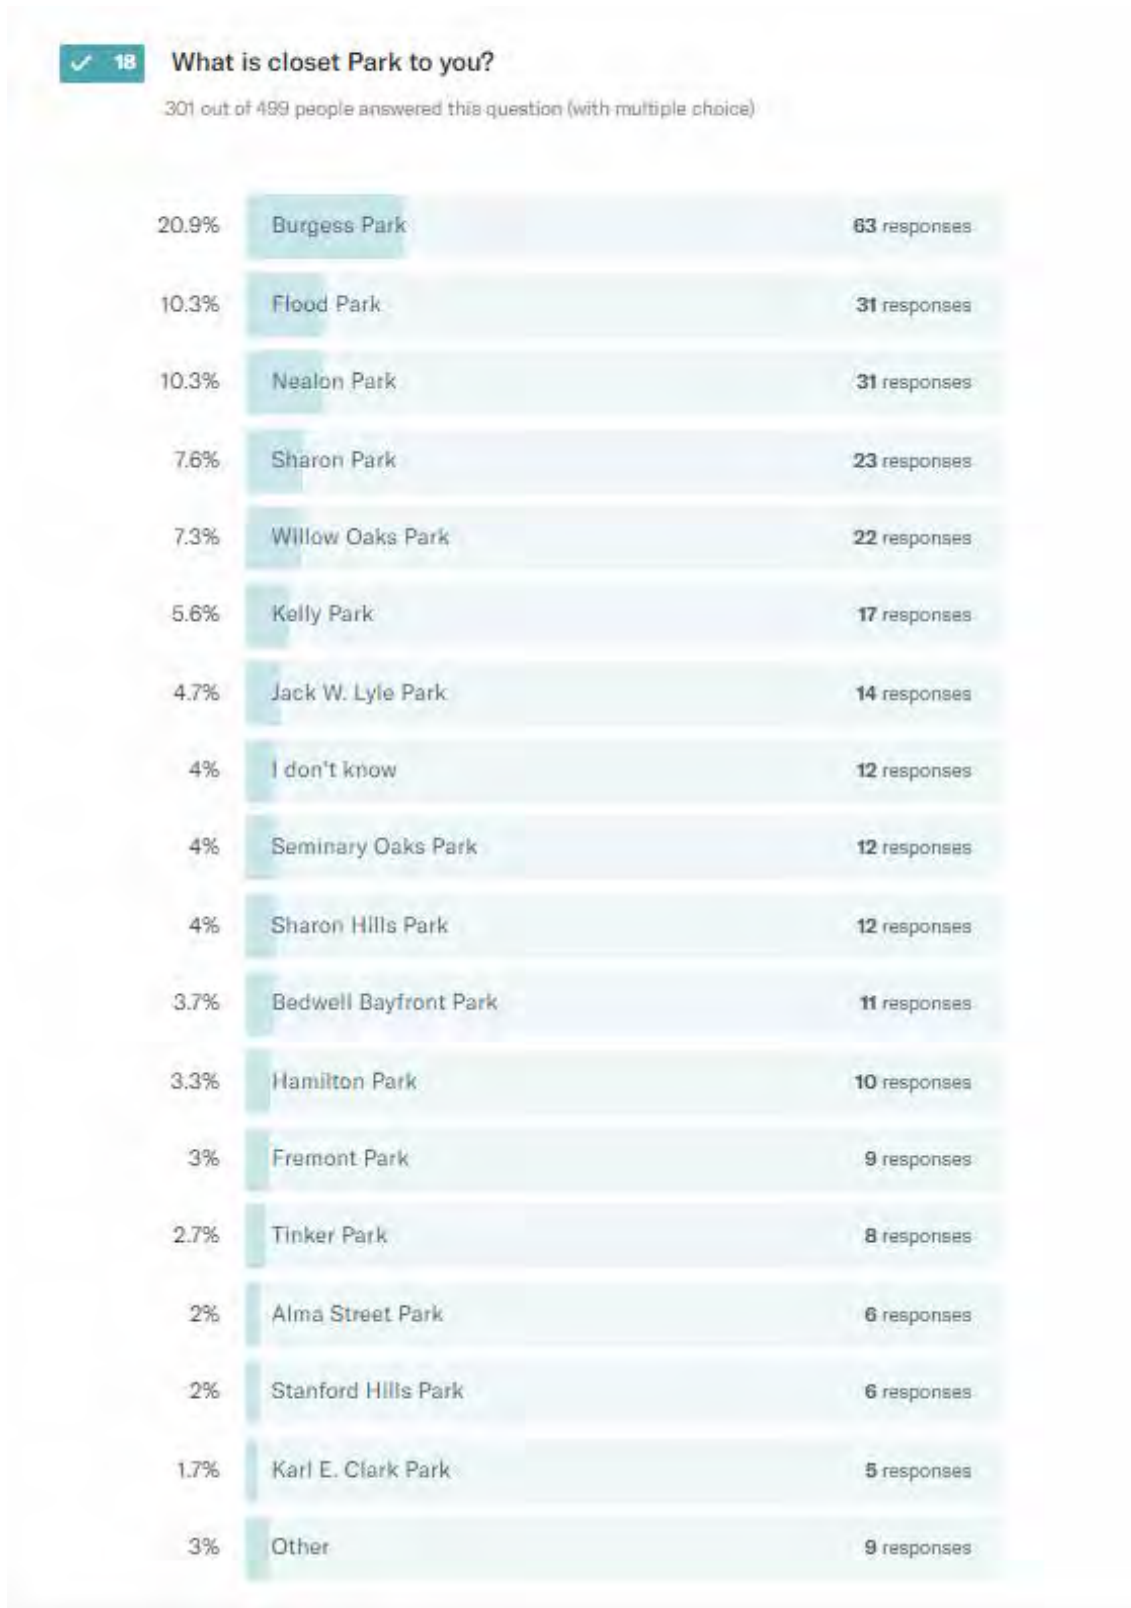 ✓ 18 What is closet Park to you?
301 out of 499 people answered this question (with multiple choice)
20.9% Burgess Park 63 responses
10.3% Flood Park 31 responses
10.3% Nealon Park 31 responses
7.6% Sharon Park 23 responses
7.3% Willow Oaks Park 22 responses
5.6% Kelly Park 17 responses
4.7% Jack W. Lyle Park 14 responses
4% I don't know 12 responses
4% Seminary Oaks Park 12 responses
4% Sharon Hills Park 12 responses
3.7% Bedwell Bayfront Park 11 responses
3.3% Hamilton Park 10 responses
3% Fremont Park 9 responses
2.7% Tinker Park 8 responses
2% Alma Street Park 6 responses
2% Stanford Hills Park 6 responses
1.7% Karl E. Clark Park 5 responses
3% Other 9 responses